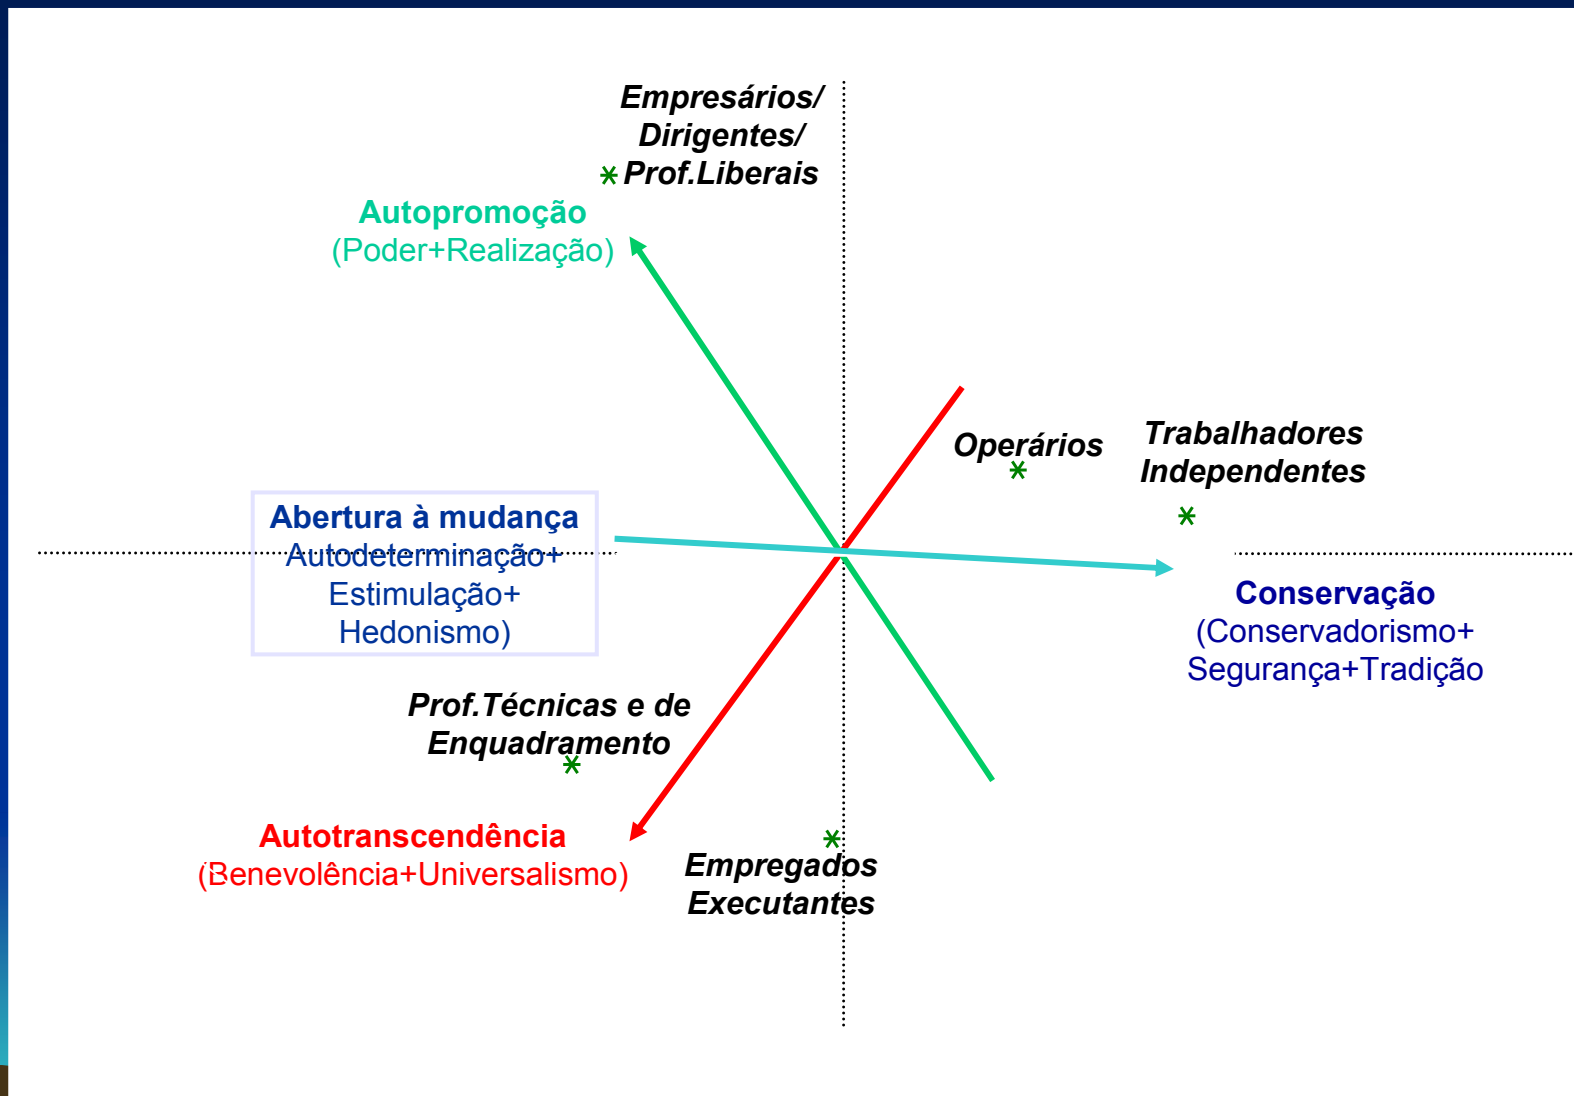 Empresários/
Dirigentes/
Prof.Liberais
Autopromoção
(Poder+Realização)
Operários
Trabalhadores
Independentes
Abertura à mudança
Autodeterminação+
Estimulação+
Hedonismo)
Conservação
(Conservadorismo+
Segurança+Tradição
Prof.Técnicas e de
Enquadramento
Autotranscendência
(Benevolência+Universalismo)
Empregados
Executantes